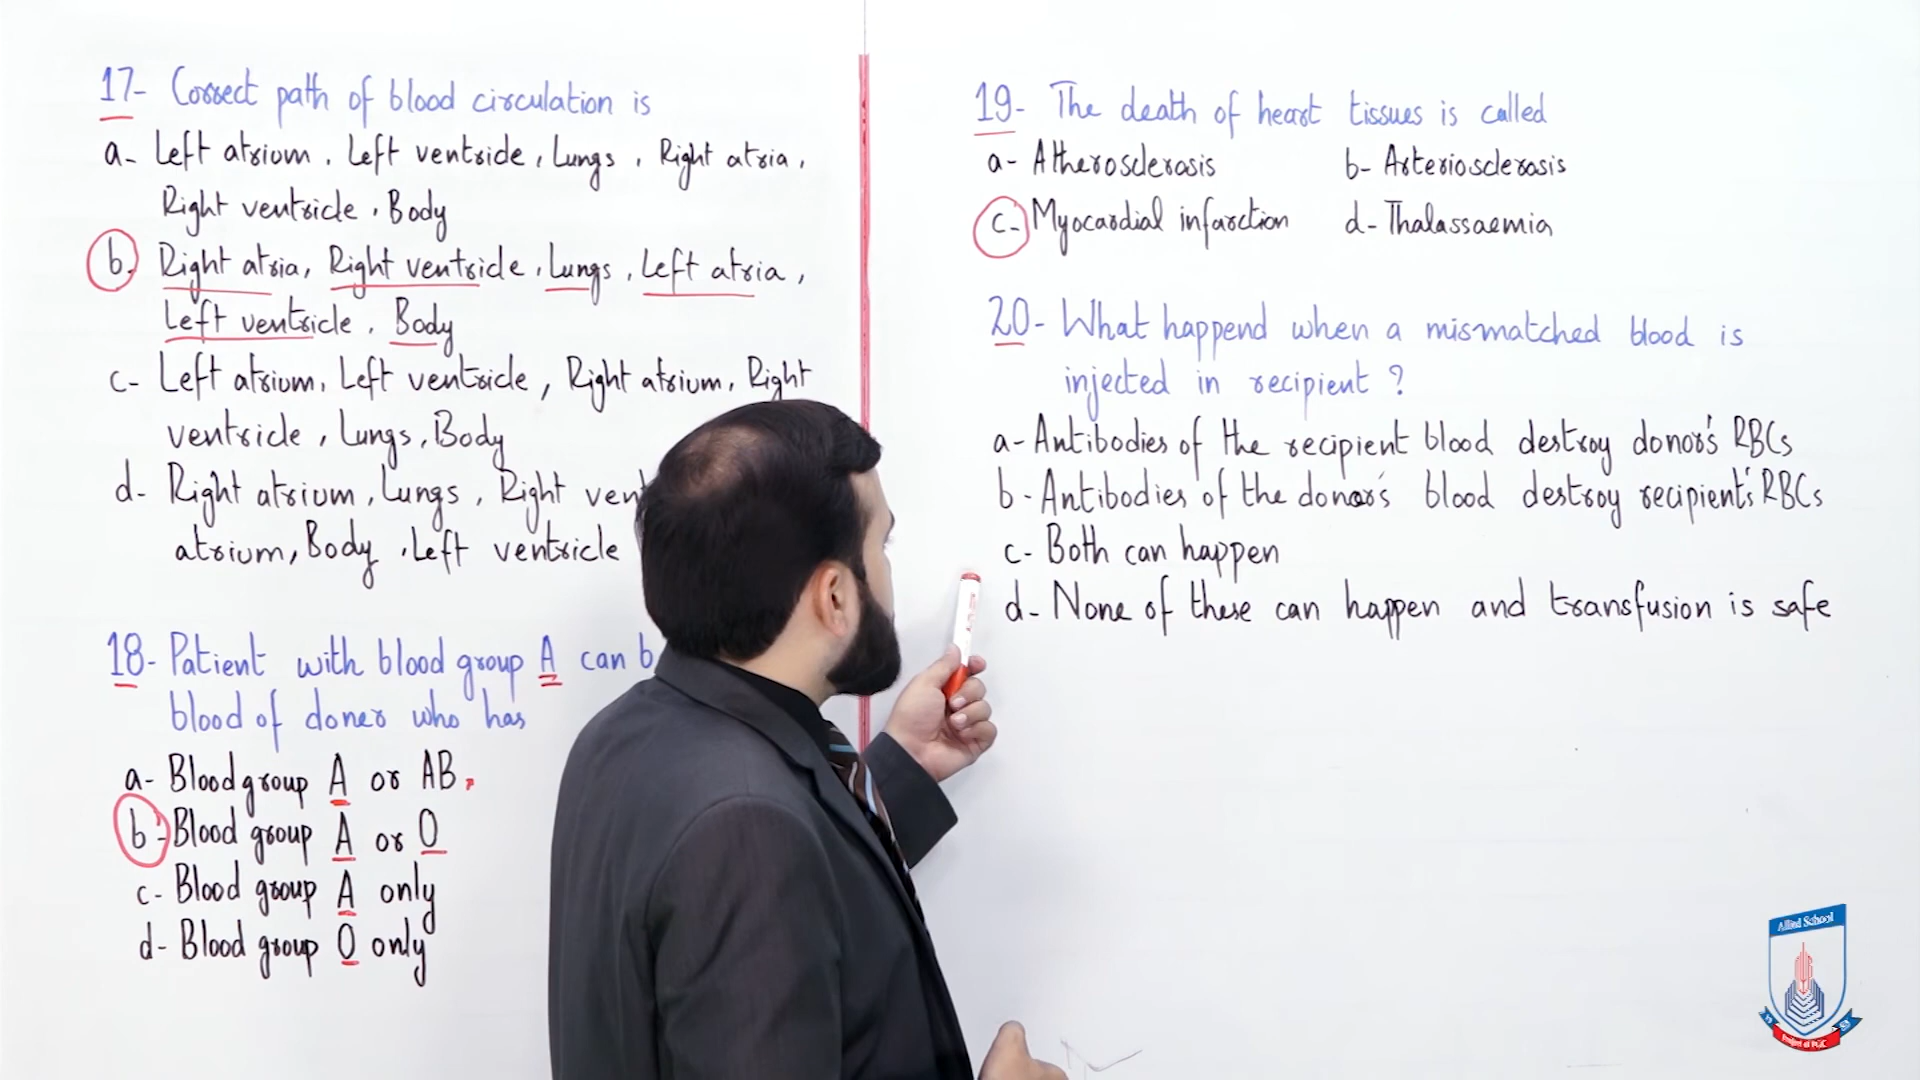 17- Correct path of blood circulation is
a- Left atrium, Left ventricle, Lungs, Right atria,
Right ventricle, Body
b. Right atria, Right ventricle, Lungs, Left atria,
Left ventricle, Body
c- Left atrium, Left ventricle, Right atrium, Right
ventricle, Lungs, Body
d- Right atrium, Lungs, Right
atrium, Body, Left ventricle
18- Patient with blood group A can
blood of doner who has
a- Blood group A or AB.
b- Blood group A or O
c- Blood group A only
d- Blood group O only
19- The death of heart tissues is called
a- Atherosclerosis b- Arteriosclerosis
c- Myocardial infarction d- Thalassaemia
20- What happend when a mismatched blood is
injected in recipient ?
a- Antibodies of the recipient blood destroy donor's RBCs
b- Antibodies of the donor's blood destroy recipient's RBCs
c- Both can happen
d- None of these can happen and transfusion is safe
Allied School
Project of PGC